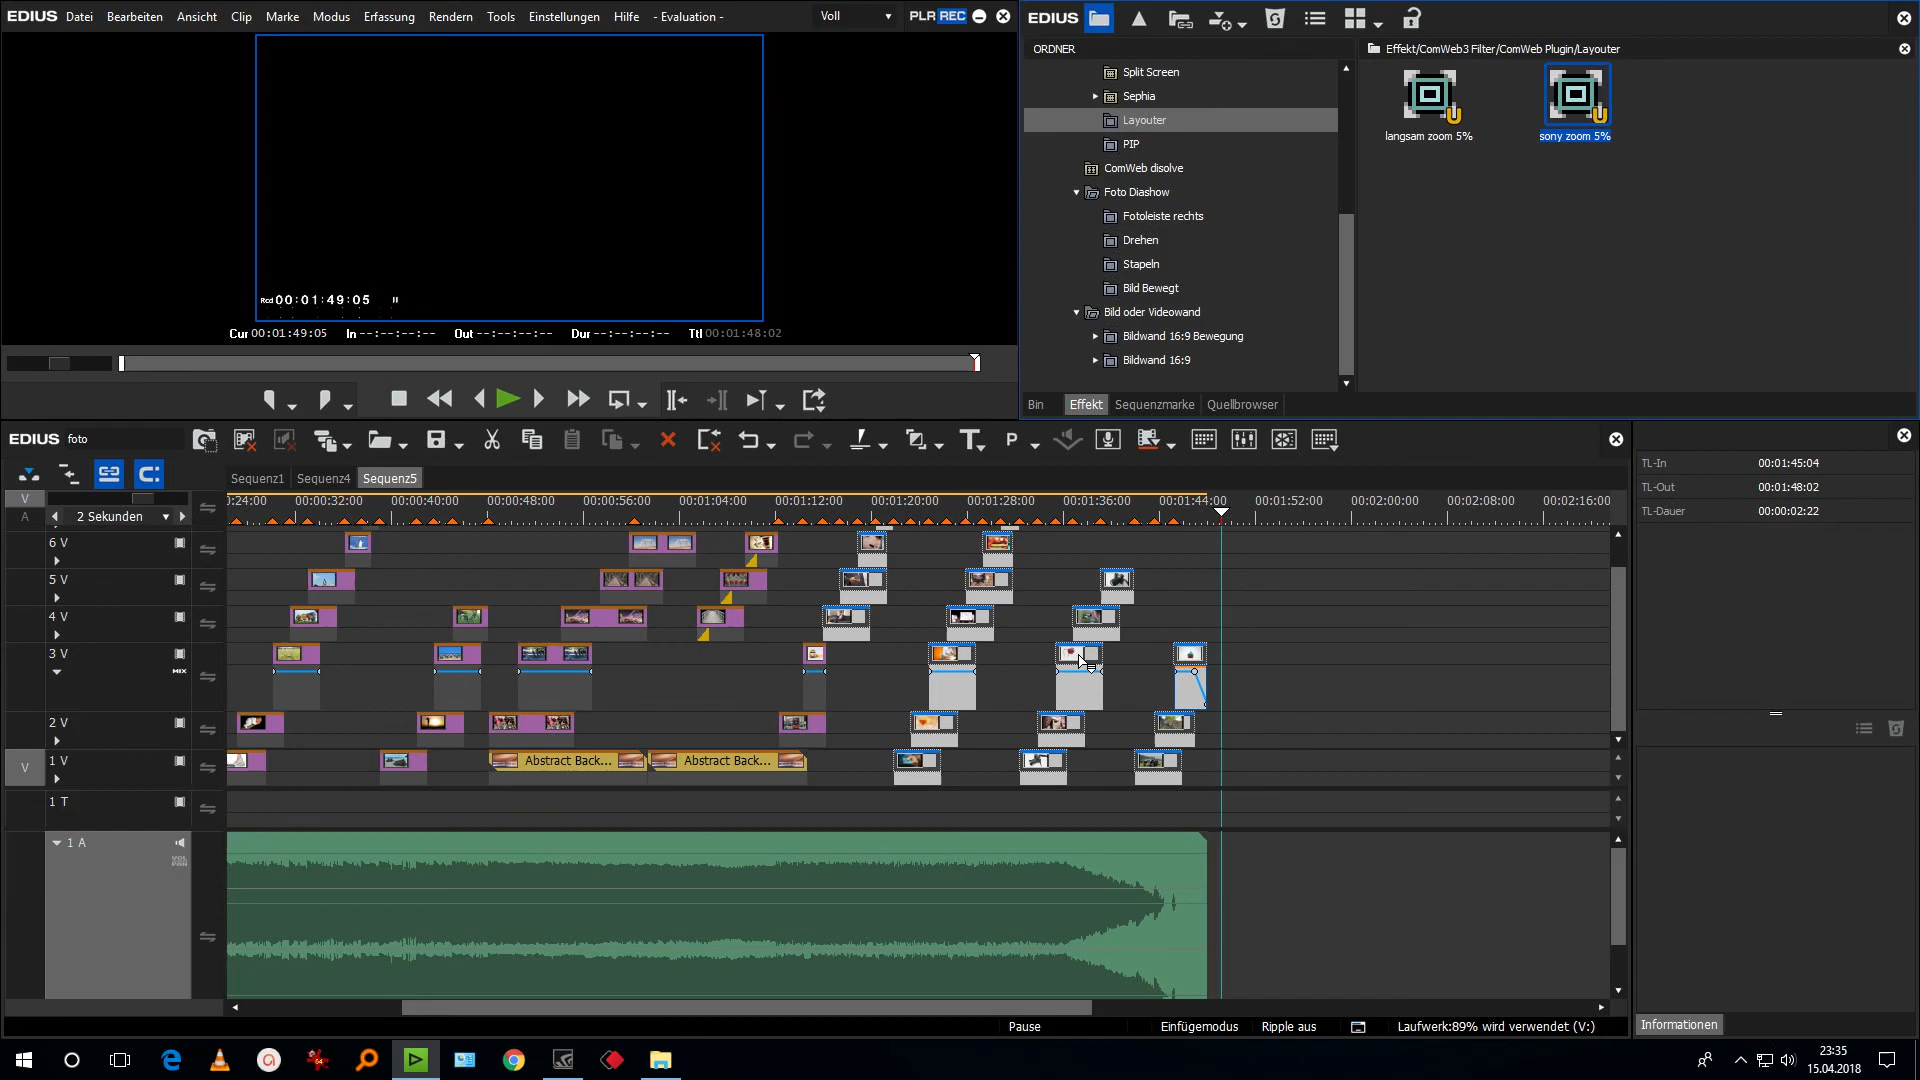 EDIUS Datei Bearbeiten Ansicht Clip Marke Modus Erfassung Rendern Tools Einstellungen Hilfe - Evaluation - Voll PLR REC
Rcd 00:01:49:05
Cur 00:01:49:05 In --:--:--:-- Out --:--:--:-- Dur --:--:--:-- Ttl 00:01:48:02
EDIUS
ORDNER
Effekt/ComWeb3 Filter/ComWeb Plugin/Layouter
Split Screen
Sephia
Layouter
PIP
ComWeb disolve
Foto Diashow
Fotoleiste rechts
Drehen
Stapeln
Bild Bewegt
Bild oder Videowand
Bildwand 16:9 Bewegung
Bildwand 16:9
langsam zoom 5%
sony zoom 5%
Bin Effekt Sequenzmarke Quellbrowser
EDIUS foto
Sequenz1 Sequenz4 Sequenz5
V
A
2 Sekunden
0:24:00 00:00:32:00 00:00:40:00 00:00:48:00 00:00:56:00 00:01:04:00 00:01:12:00 00:01:20:00 00:01:28:00 00:01:36:00 00:01:44:00 00:01:52:00 00:02:00:00 00:02:08:00 00:02:16:00
6 V
5 V
4 V
3 V
MIX
2 V
V 1 V
Abstract Back... Abstract Back...
1 T
1 A
VOL
PAN
TL-In 00:01:45:04
TL-Out 00:01:48:02
TL-Dauer 00:00:02:22
Informationen
Pause Einfügemodus Ripple aus Laufwerk:89% wird verwendet (V:)
23:35
15.04.2018